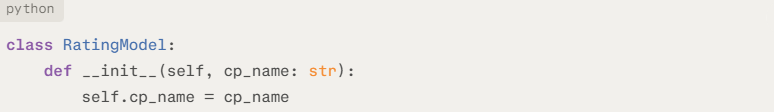 python
class RatingModel:
    def __init__(self, cp_name: str):
        self.cp_name = cp_name